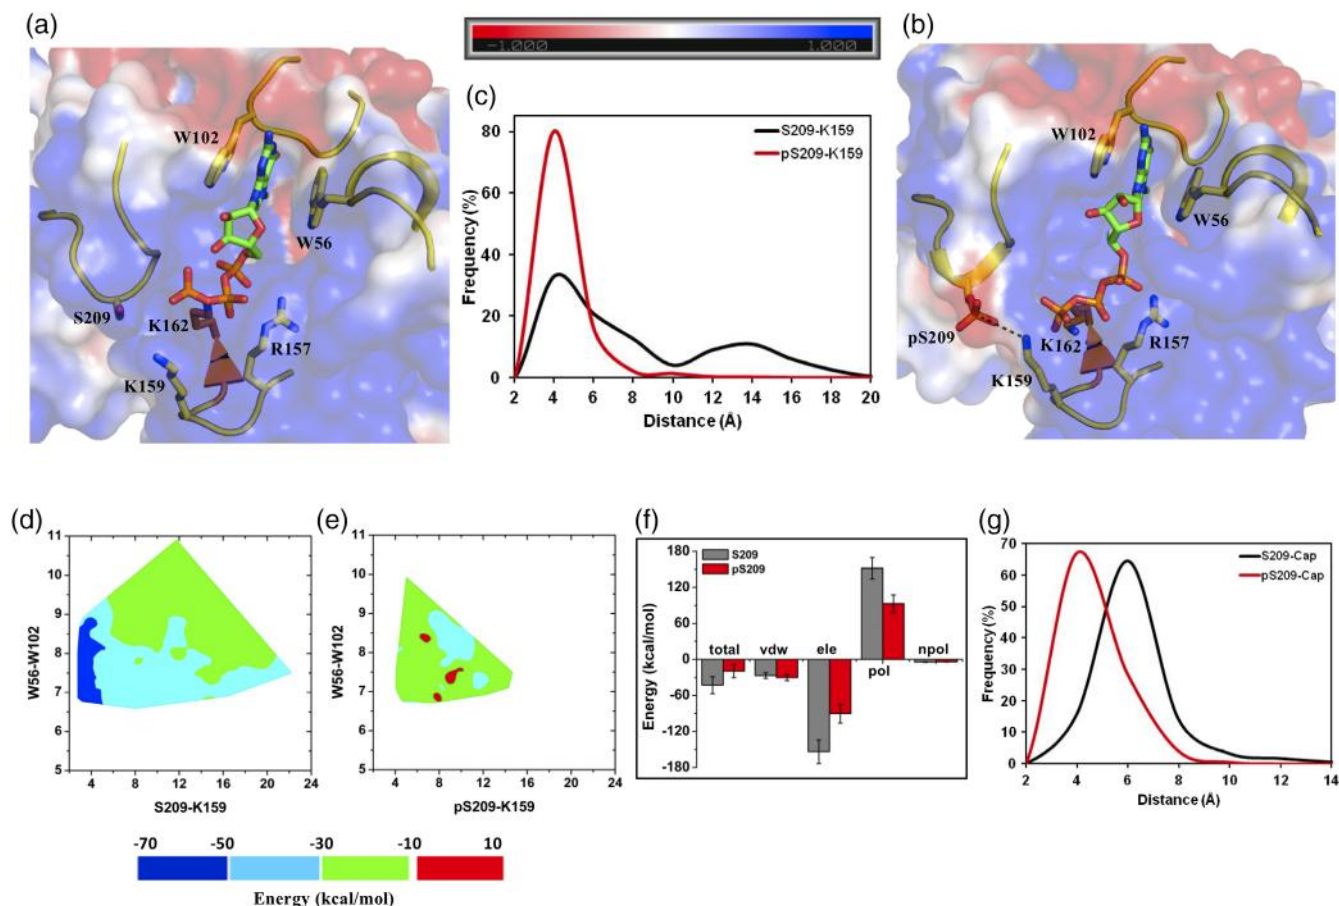 (a)
-1.000 1.000
(b)
W102
W56
S209
K162
R157
K159
(c)
S209-K159
pS209-K159
80
60
40
20
0
Frequency (%)
2 4 6 8 10 12 14 16 18 20
Distance (Å)
W102
W56
pS209
K162
R157
K159
(d)
11
10
9
8
7
6
5
W56-W102
4 8 12 16 20 24
S209-K159
(e)
11
10
9
8
7
6
5
W56-W102
4 8 12 16 20 24
pS209-K159
-70 -50 -30 -10 10
Energy (kcal/mol)
(f)
S209
pS209
180
120
60
0
-60
-120
-180
Energy (kcal/mol)
total vdw ele pol npol
(g)
S209-Cap
pS209-Cap
70
60
50
40
30
20
10
0
Frequency (%)
2 4 6 8 10 12 14
Distance (Å)